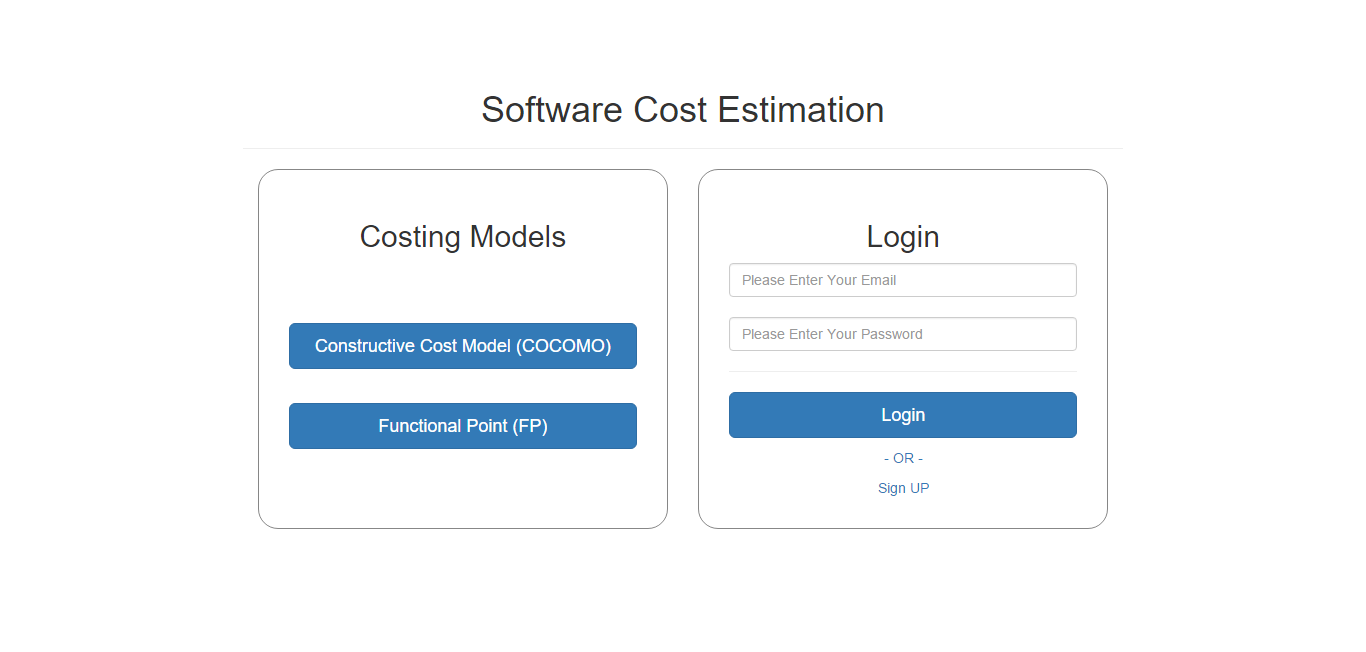 Software Cost Estimation
Costing Models
Constructive Cost Model (COCOMO)
Functional Point (FP)
Login
Please Enter Your Email
Please Enter Your Password
Login
- OR -
Sign UP